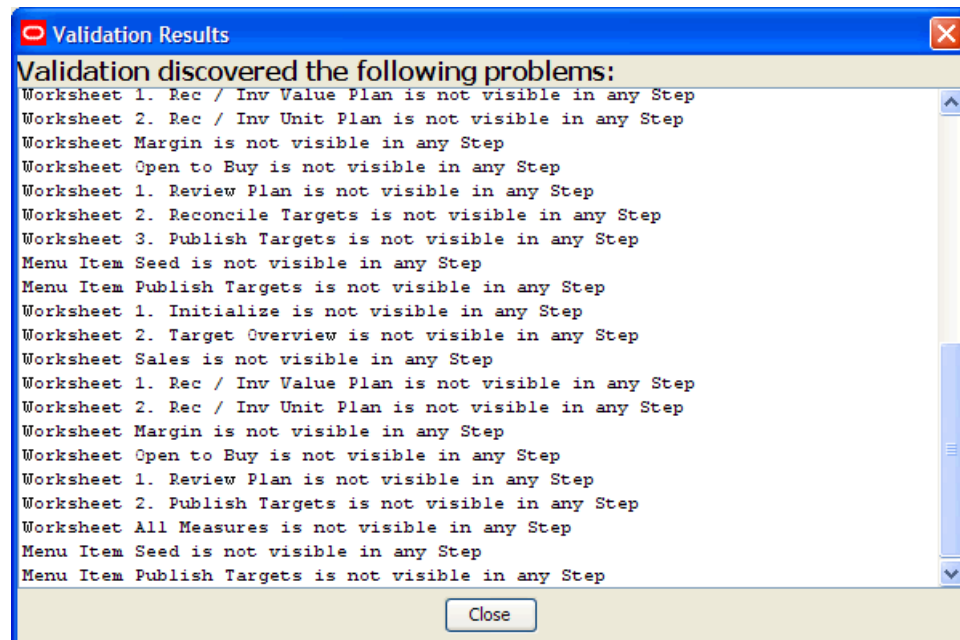 Validation Results
Validation discovered the following problems:
Worksheet 1. Rec / Inv Value Plan is not visible in any Step
Worksheet 2. Rec / Inv Unit Plan is not visible in any Step
Worksheet Margin is not visible in any Step
Worksheet Open to Buy is not visible in any Step
Worksheet 1. Review Plan is not visible in any Step
Worksheet 2. Reconcile Targets is not visible in any Step
Worksheet 3. Publish Targets is not visible in any Step
Menu Item Seed is not visible in any Step
Menu Item Publish Targets is not visible in any Step
Worksheet 1. Initialize is not visible in any Step
Worksheet 2. Target Overview is not visible in any Step
Worksheet Sales is not visible in any Step
Worksheet 1. Rec / Inv Value Plan is not visible in any Step
Worksheet 2. Rec / Inv Unit Plan is not visible in any Step
Worksheet Margin is not visible in any Step
Worksheet Open to Buy is not visible in any Step
Worksheet 1. Review Plan is not visible in any Step
Worksheet 2. Publish Targets is not visible in any Step
Worksheet All Measures is not visible in any Step
Menu Item Seed is not visible in any Step
Menu Item Publish Targets is not visible in any Step
Close